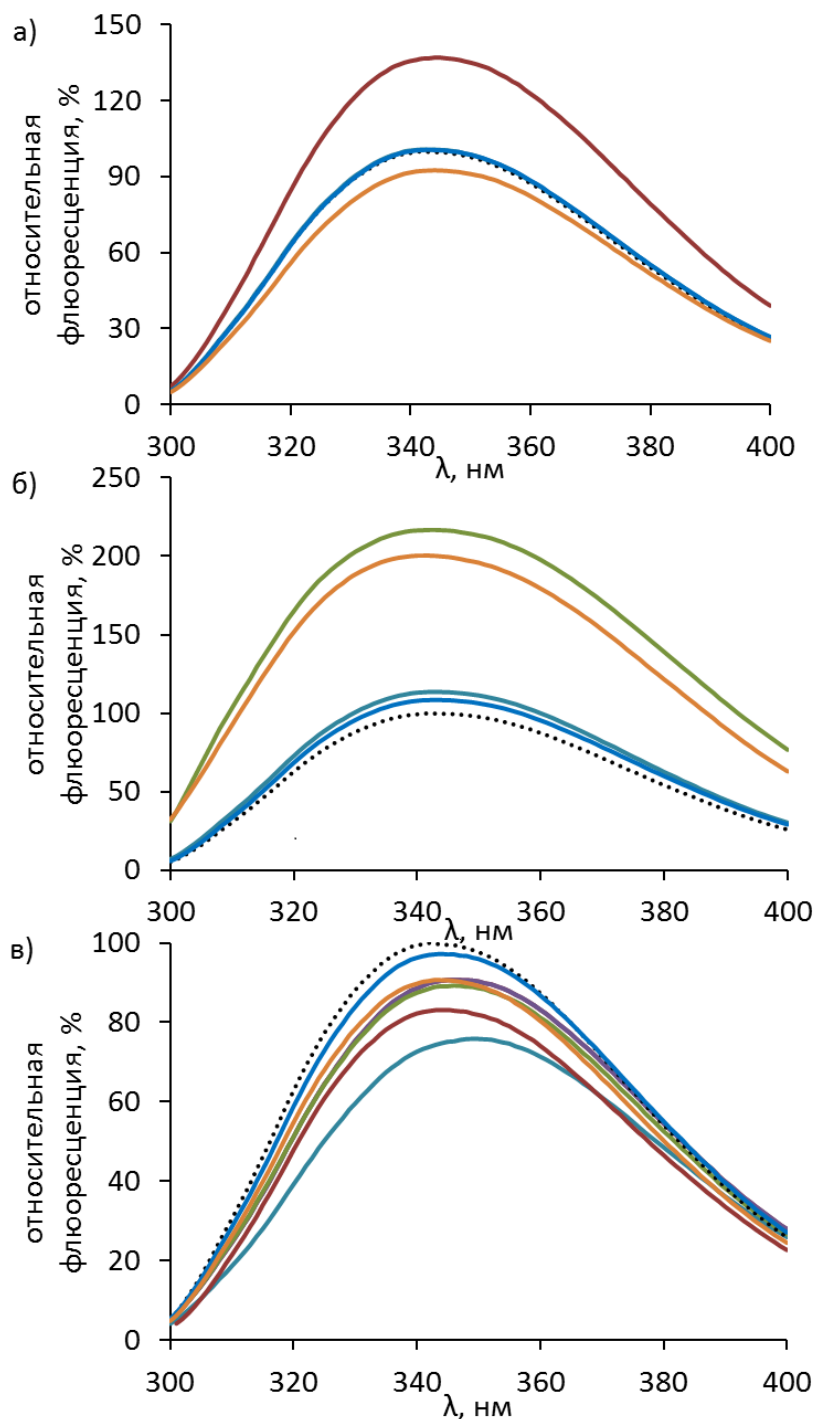 а)
относительная
флюоресценция, %
150
120
90
60
30
0
300 320 340 360 380 400
λ, нм
б)
относительная
флюоресценция, %
250
200
150
100
50
0
300 320 340 360 380 400
λ, нм
в)
относительная
флюоресценция, %
100
80
60
40
20
0
300 320 340 360 380 400
λ, нм